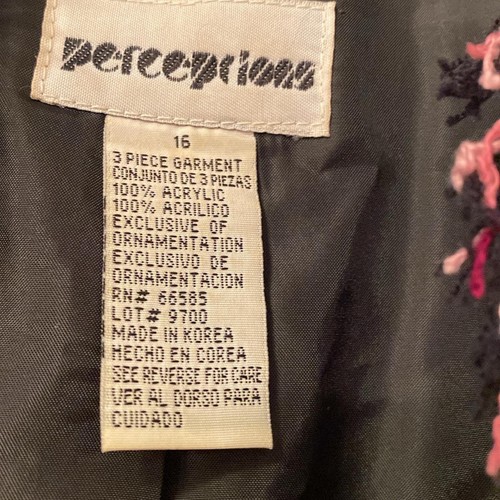 perceptions
16
3 PIECE GARMENT
CONJUNTO DE 3 PIEZAS
100% ACRYLIC
100% ACRILICO
EXCLUSIVE OF
ORNAMENTATION
EXCLUSIVO DE
ORNAMENTACION
RN# 66585
LOT# 9700
MADE IN KOREA
HECHO EN COREA
SEE REVERSE FOR CARE
VER AL DORSO PARA
CUIDADO